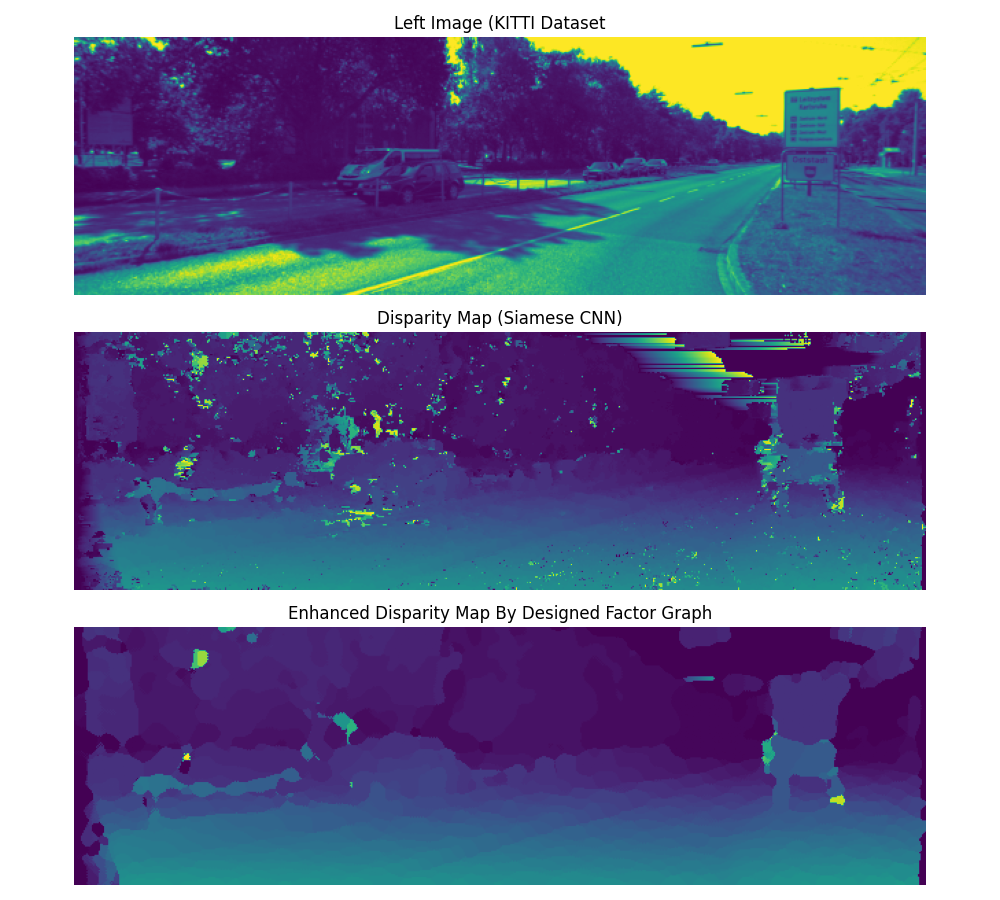 Left Image (KITTI Dataset
Disparity Map (Siamese CNN)
Enhanced Disparity Map By Designed Factor Graph